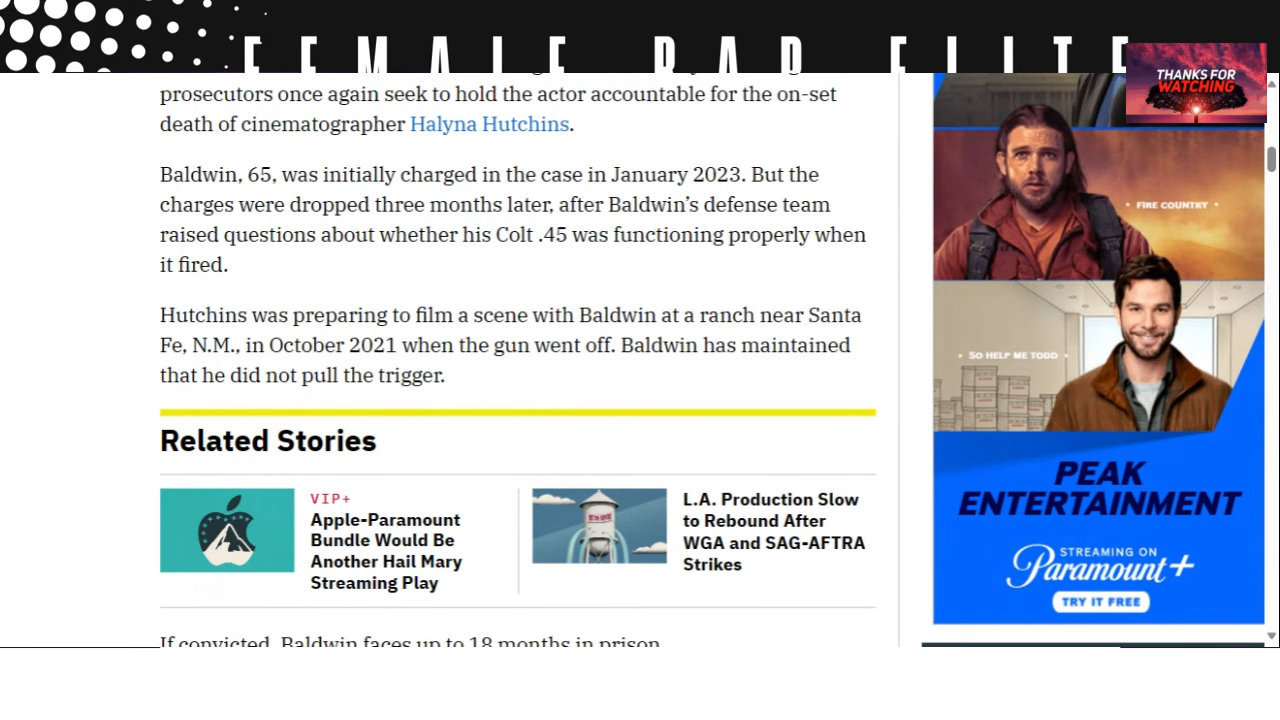 FEMALE RAP ELITE
THANKS FOR
WATCHING
prosecutors once again seek to hold the actor accountable for the on-set
death of cinematographer Halyna Hutchins.
Baldwin, 65, was initially charged in the case in January 2023. But the
charges were dropped three months later, after Baldwin’s defense team
raised questions about whether his Colt .45 was functioning properly when
it fired.
Hutchins was preparing to film a scene with Baldwin at a ranch near Santa
Fe, N.M., in October 2021 when the gun went off. Baldwin has maintained
that he did not pull the trigger.
Related Stories
VIP+
Apple-Paramount
Bundle Would Be
Another Hail Mary
Streaming Play
L.A. Production Slow
to Rebound After
WGA and SAG-AFTRA
Strikes
If convicted, Baldwin faces up to 18 months in prison.
• FIRE COUNTRY •
• SO HELP ME TODD •
PEAK
ENTERTAINMENT
STREAMING ON
Paramount+
TRY IT FREE